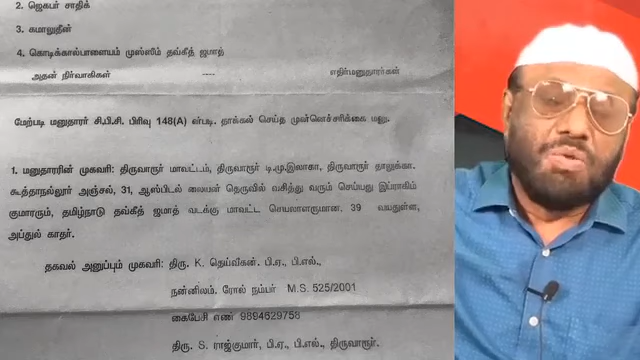 2. ஜெகபர் சாதிக்
3. கமாலுதீன்
4. கொடிக்கால்பாளையம் முஸ்லீம் தவ்கீத் ஜமாத்
அதன் நிர்வாகிகள் ---- எதிர்மனுதாரர்கள்
மேற்படி மனுதாரர் சி.பி.சி. பிரிவு 148(A) ன்படி. தாக்கல் செய்த முன்னெச்சரிக்கை மனு.
1. மனுதாரரின் முகவரி: திருவாரூர் மாவட்டம், திருவாரூர் டி.மு.இலாகா, திருவாரூர் தாலுக்கா.
கூத்தாநல்லூர் அஞ்சல், 31, ஆஸ்பிடல் லைனள் தெருவில் வசித்து வரும் செய்யது இப்ராகிம்
குமாரரும், தமிழ்நாடு தவ்கீத் ஜமாத் வடக்கு மாவட்ட செயலாளருமான. 39 வயதுள்ள,
அப்துல் காதர்.
தகவல் அனுப்பும் முகவரி: திரு. K. தெய்வீகன். பி.ஏ., பி.எல்.,
நன்னிலம், ரோல் நம்பர் M.S. 525/2001
கைபேசி எண் 9894629758
திரு. S. ராஜ்குமார், பி.ஏ., பி.எல்., திருவாரூர்.